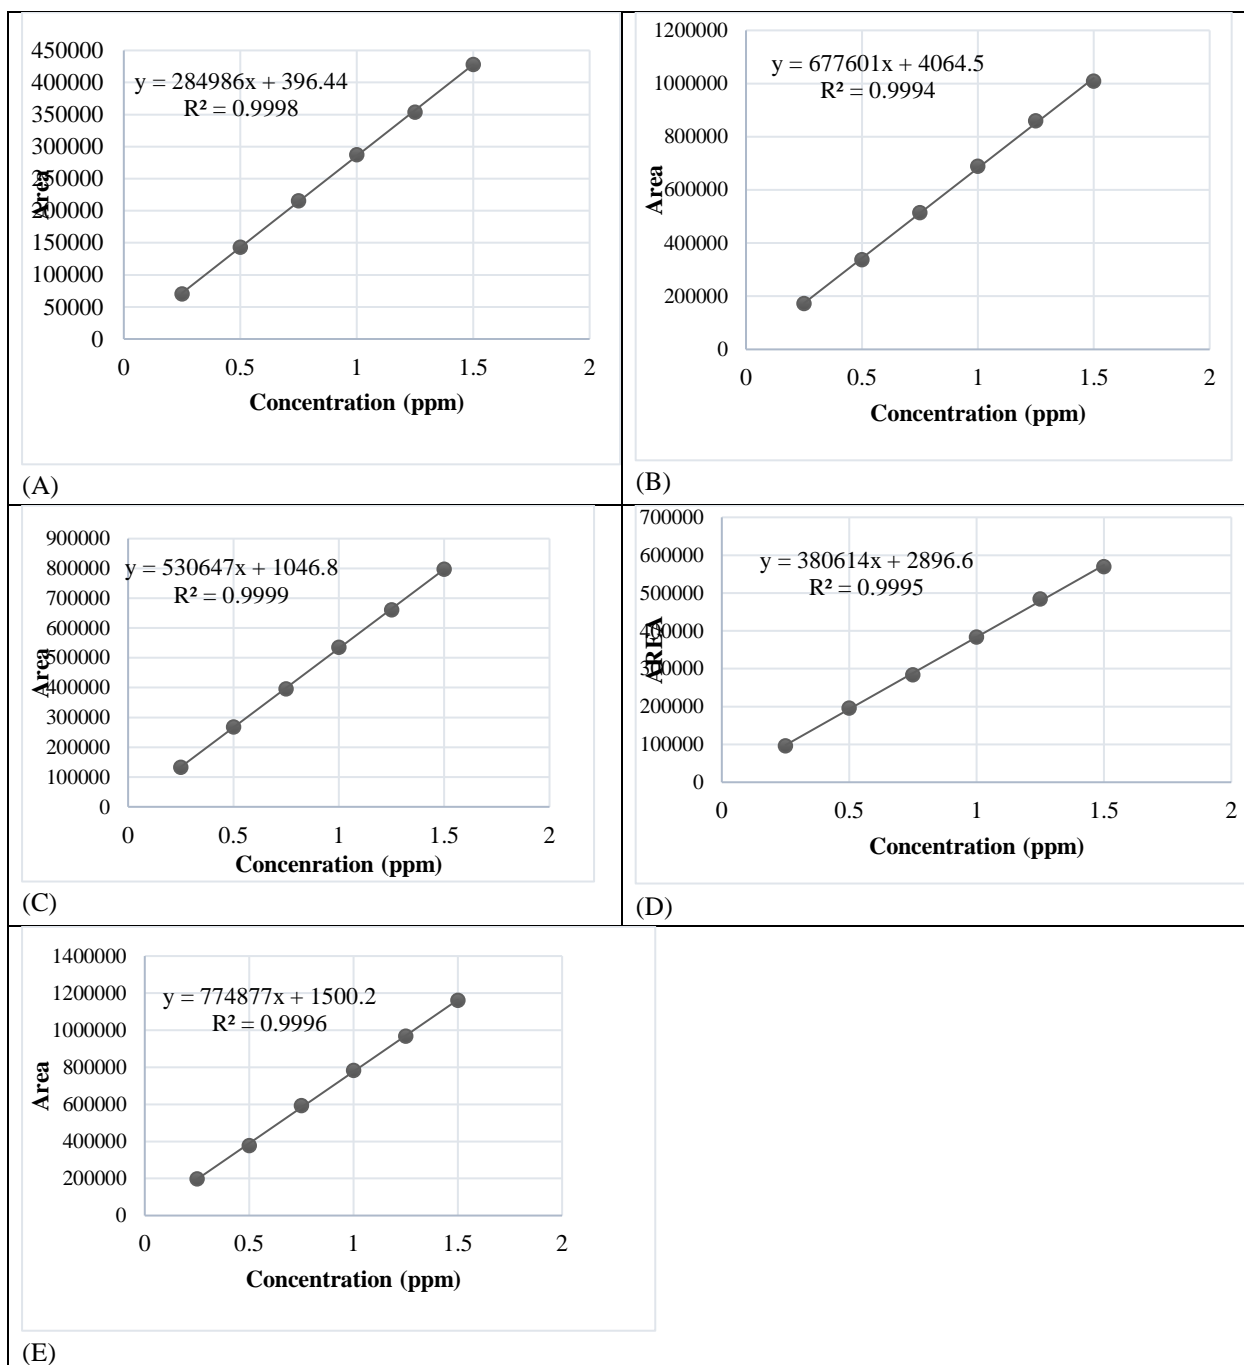 450000
400000
350000
300000
250000
200000
150000
100000
50000
0
Area
y = 284986x + 396.44
R² = 0.9998
0 0.5 1 1.5 2
Concentration (ppm)
(A)
1200000
1000000
800000
600000
400000
200000
0
Area
y = 677601x + 4064.5
R² = 0.9994
0 0.5 1 1.5 2
Concentration (ppm)
(B)
900000
800000
700000
600000
500000
400000
300000
200000
100000
0
Area
y = 530647x + 1046.8
R² = 0.9999
0 0.5 1 1.5 2
Concenration (ppm)
(C)
700000
600000
500000
400000
300000
200000
100000
0
AREA
y = 380614x + 2896.6
R² = 0.9995
0 0.5 1 1.5 2
Concentration (ppm)
(D)
1400000
1200000
1000000
800000
600000
400000
200000
0
Area
y = 774877x + 1500.2
R² = 0.9996
0 0.5 1 1.5 2
Concentration (ppm)
(E)